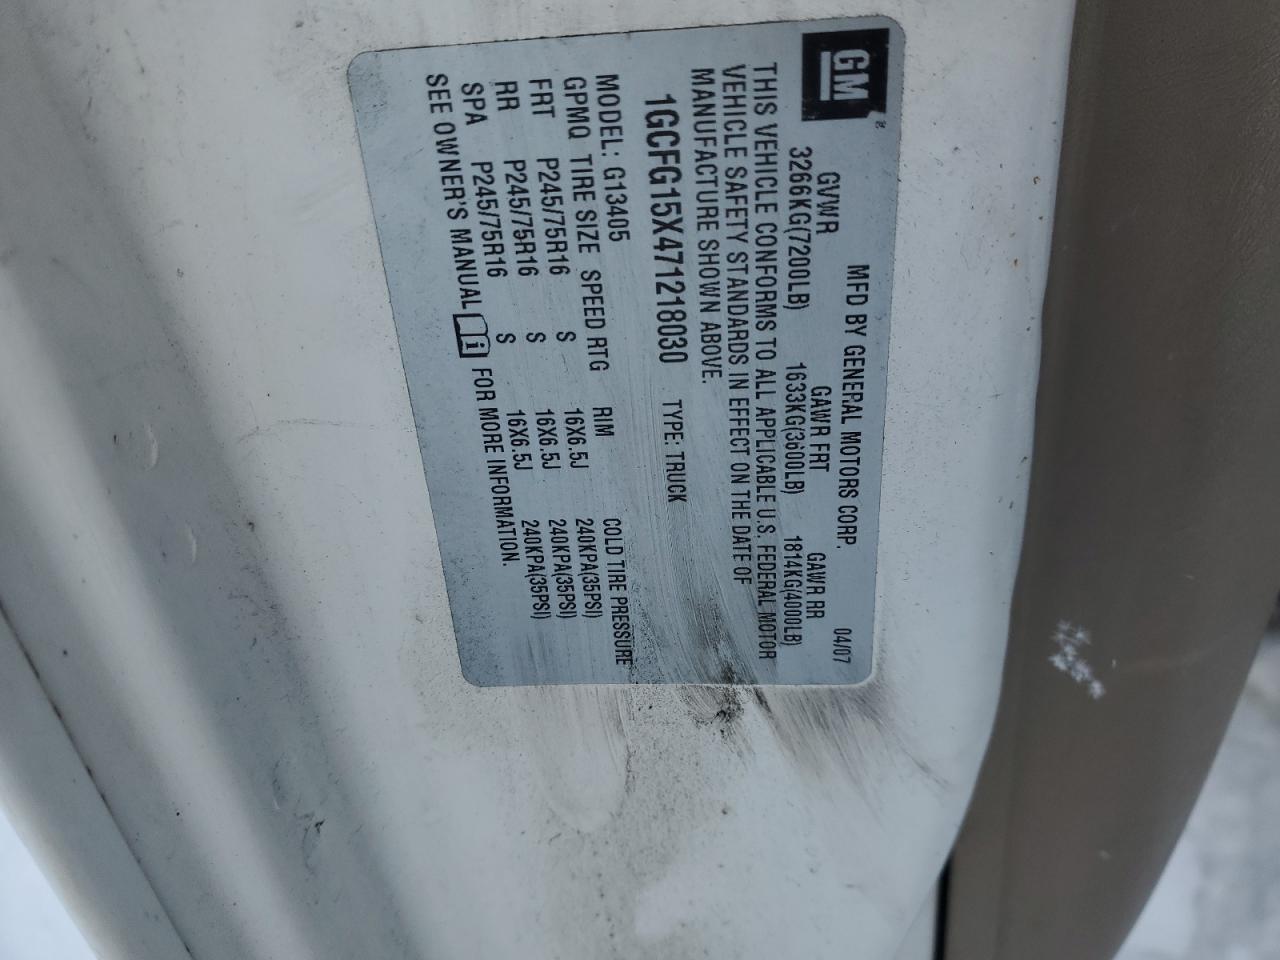 GM
MFD BY GENERAL MOTORS CORP. 04/07
GVWR GAWR FRT GAWR RR
3266KG(7200LB) 1633KG(3600LB) 1814KG(4000LB)
THIS VEHICLE CONFORMS TO ALL APPLICABLE U.S. FEDERAL MOTOR
VEHICLE SAFETY STANDARDS IN EFFECT ON THE DATE OF
MANUFACTURE SHOWN ABOVE.
1GCFG15X471218030 TYPE: TRUCK
MODEL: G13405
GPMQ TIRE SIZE SPEED RTG RIM COLD TIRE PRESSURE
FRT P245/75R16 S 16X6.5J 240KPA(35PSI)
RR P245/75R16 S 16X6.5J 240KPA(35PSI)
SPA P245/75R16 S 16X6.5J 240KPA(35PSI)
SEE OWNER'S MANUAL FOR MORE INFORMATION.